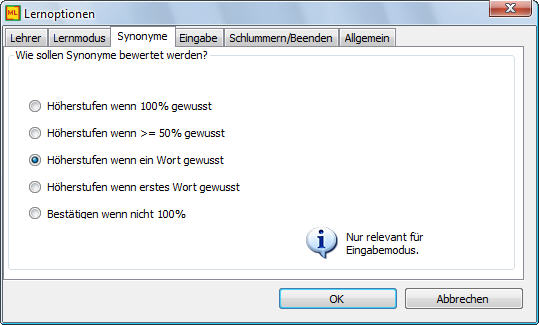 ML Lernoptionen
Lehrer Lernmodus Synonyme Eingabe Schlummern/Beenden Allgemein
Wie sollen Synonyme bewertet werden?
Höherstufen wenn 100% gewusst
Höherstufen wenn >= 50% gewusst
Höherstufen wenn ein Wort gewusst
Höherstufen wenn erstes Wort gewusst
Bestätigen wenn nicht 100%
Nur relevant für
Eingabemodus.
OK Abbrechen